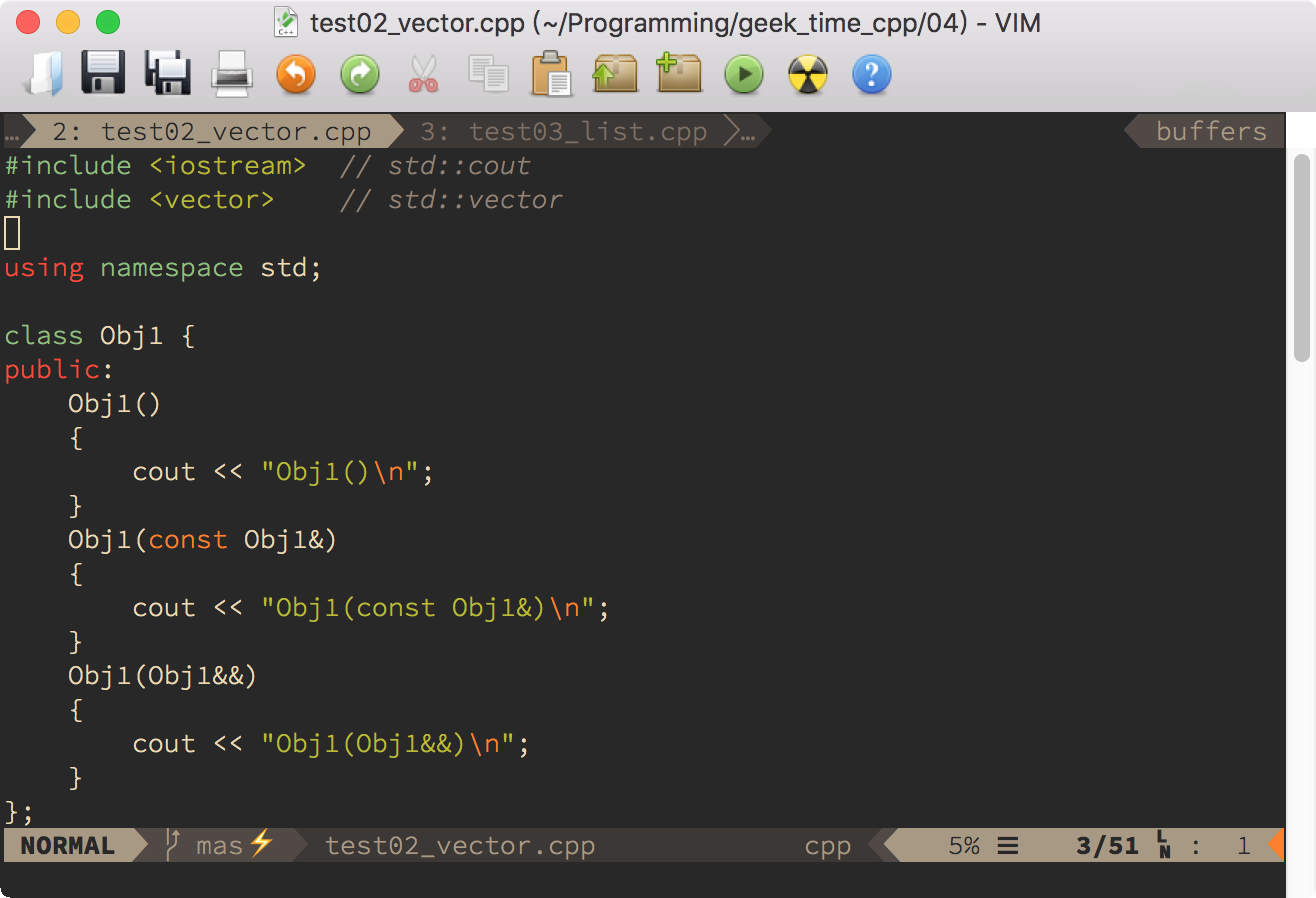 test02_vector.cpp (~/Programming/geek_time_cpp/04) - VIM
… 2: test02_vector.cpp 3: test03_list.cpp … buffers
#include <iostream>  // std::cout
#include <vector>    // std::vector

using namespace std;

class Obj1 {
public:
    Obj1()
    {
        cout << "Obj1()\n";
    }
    Obj1(const Obj1&)
    {
        cout << "Obj1(const Obj1&)\n";
    }
    Obj1(Obj1&&)
    {
        cout << "Obj1(Obj1&&)\n";
    }
};
NORMAL mas⚡ test02_vector.cpp cpp 5% ☰ 3/51 LN : 1